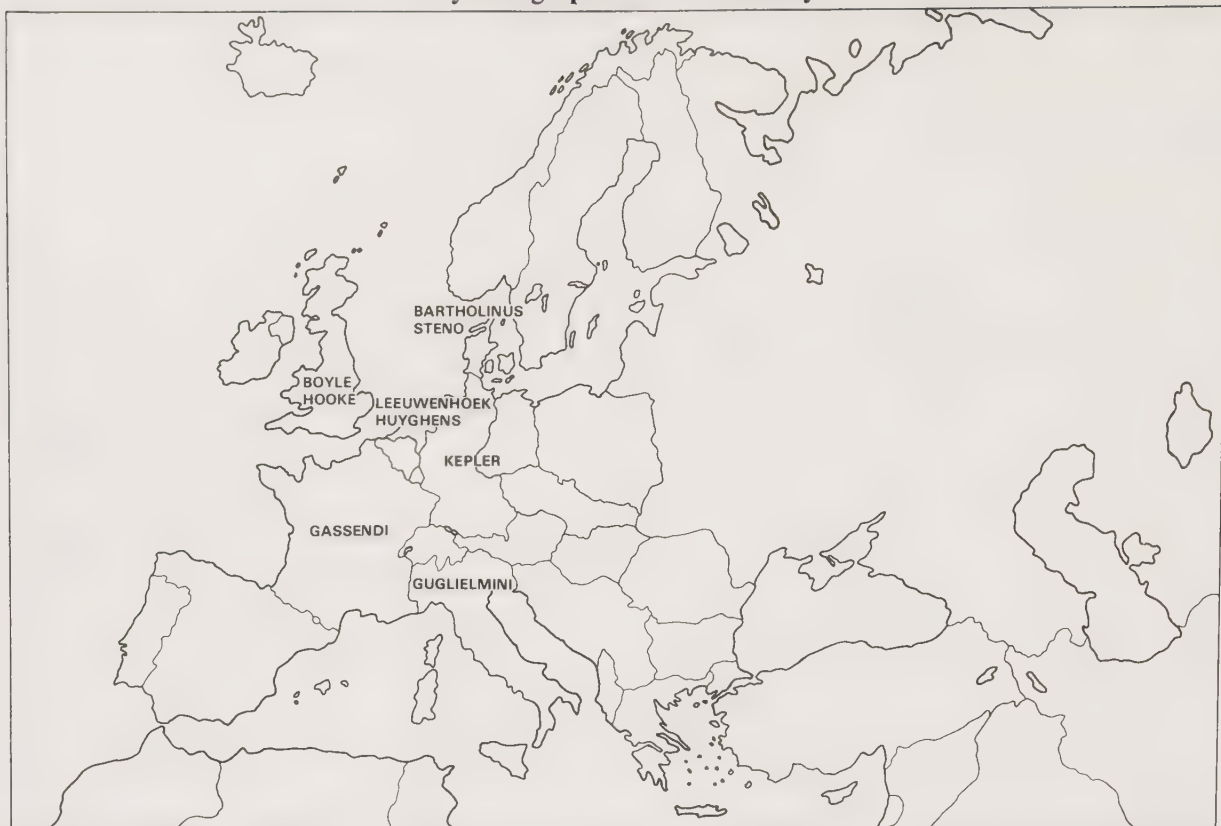 BARTHOLINUS
STENO
BOYLE
HOOKE
LEEUWENHOEK
HUYGHENS
KEPLER
GASSENDI
GUGLIELMINI